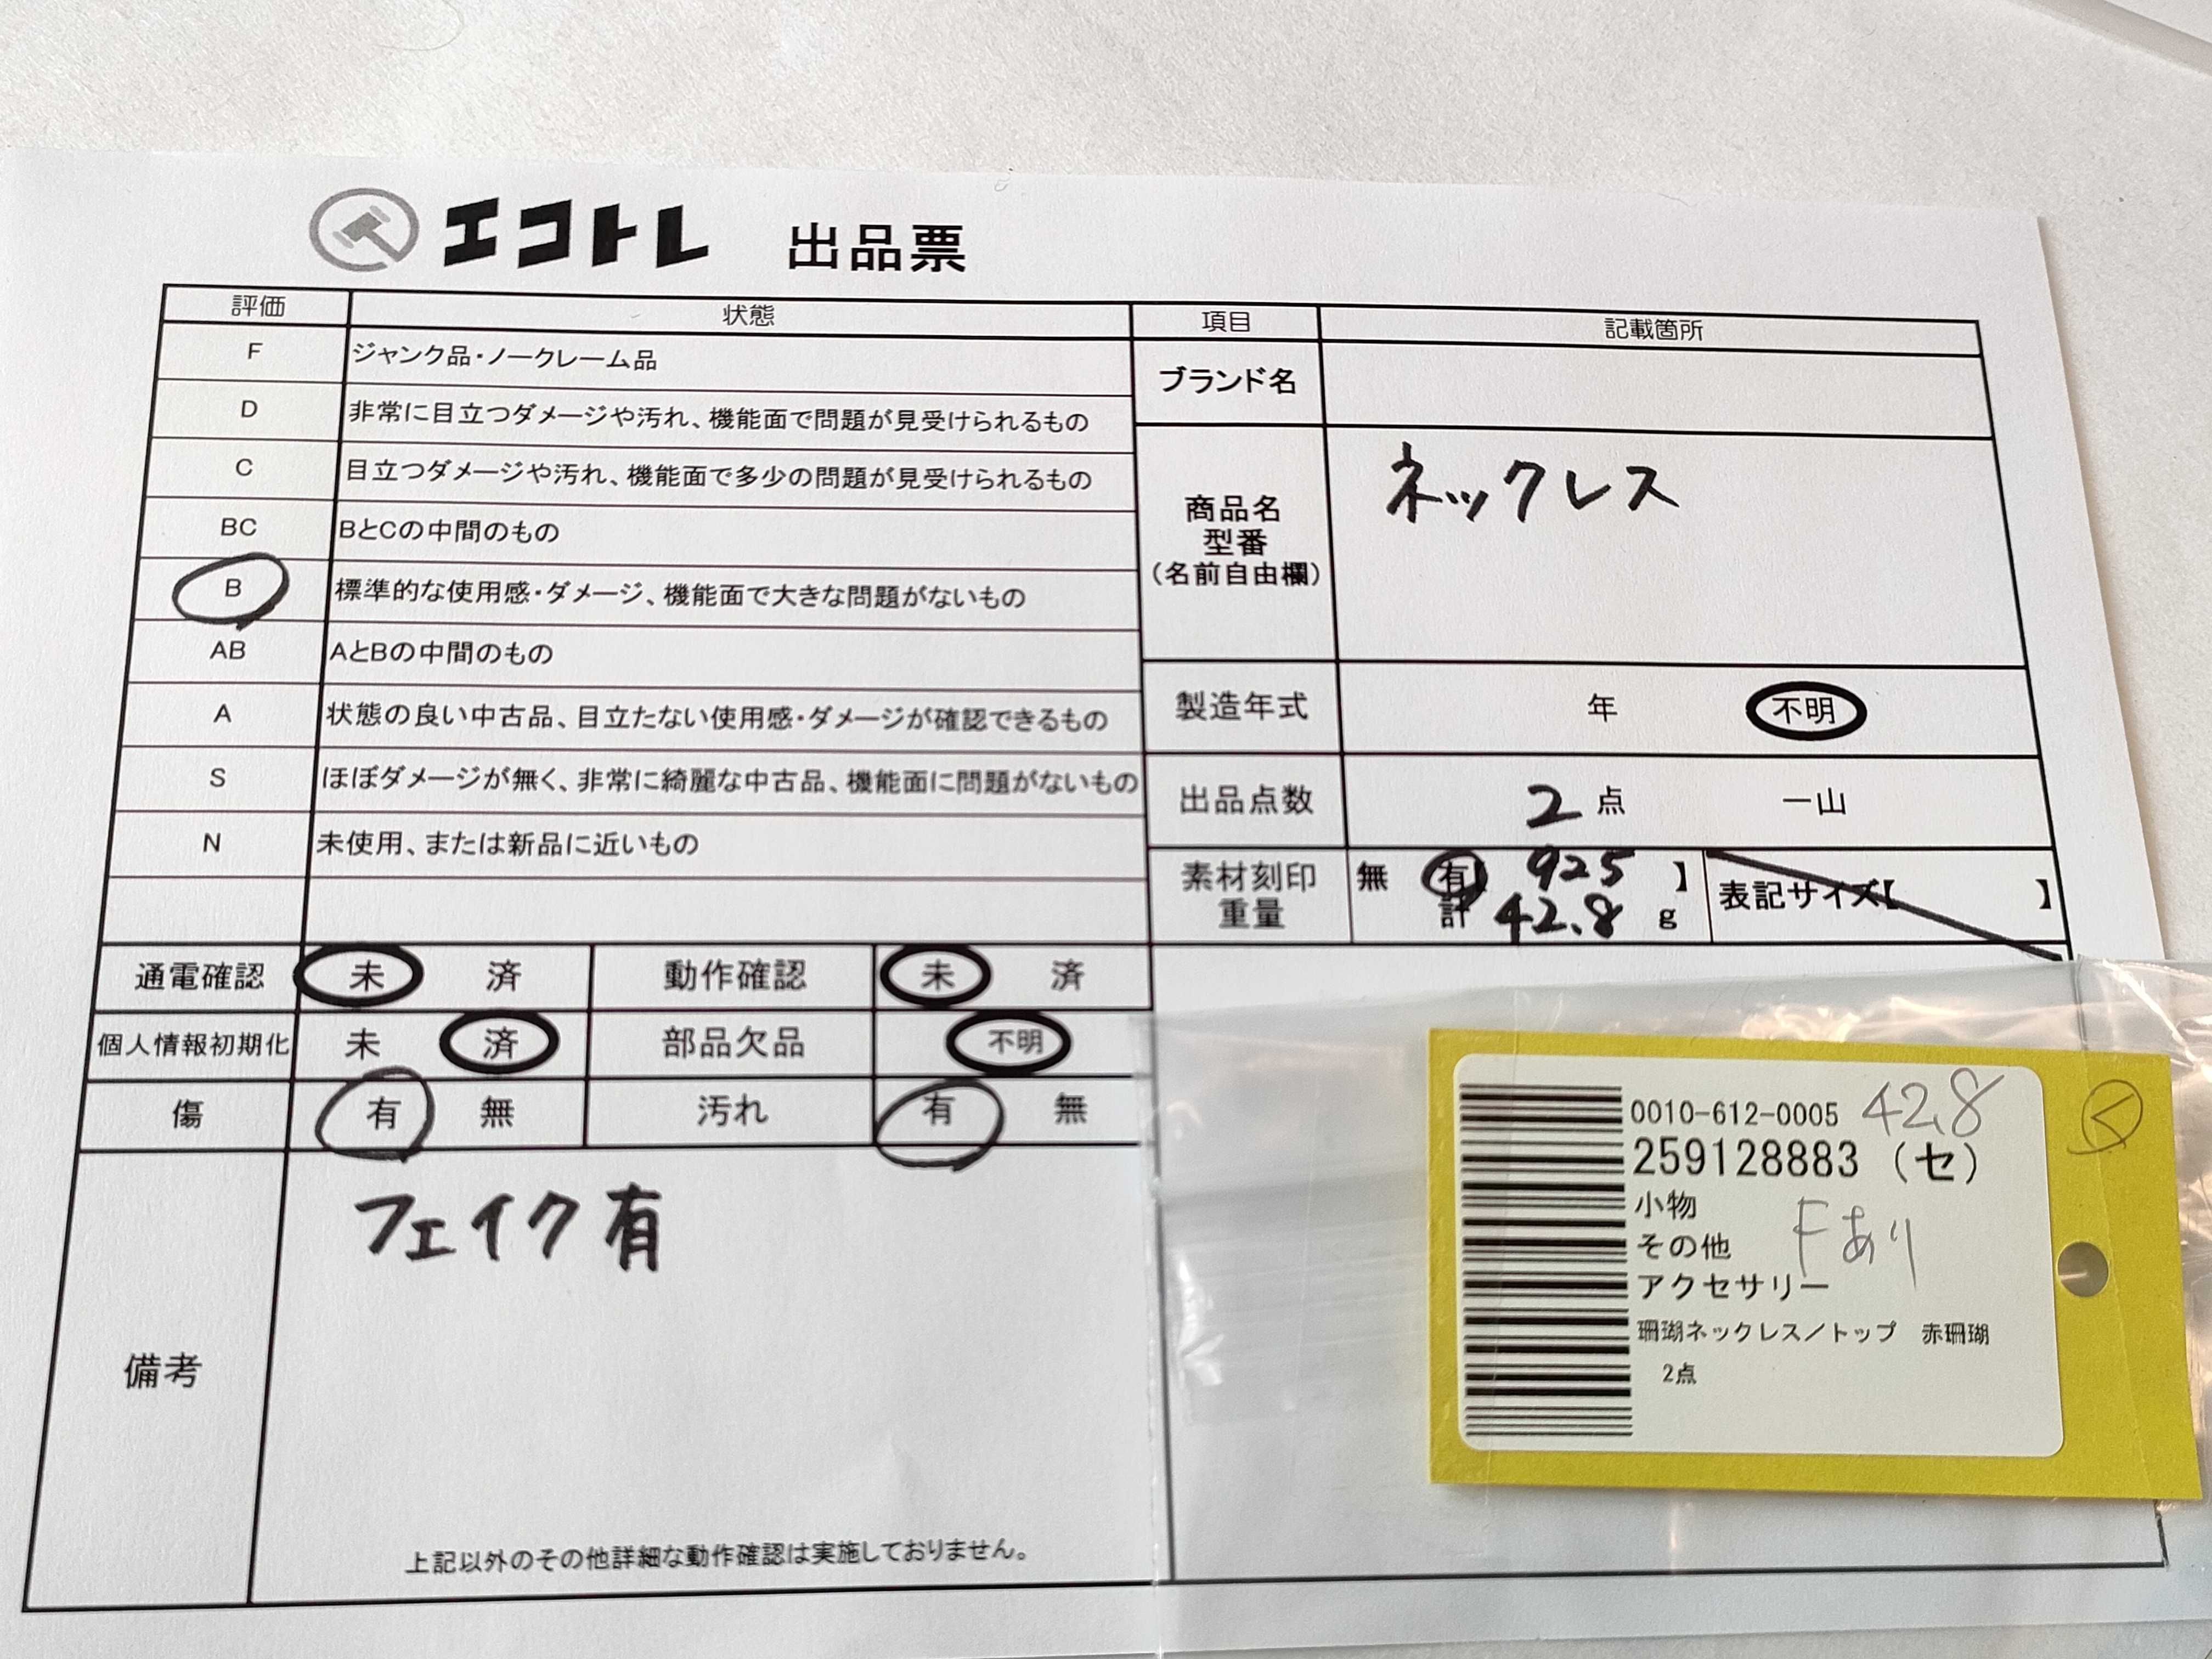 エコトレ 出品票
評価 状態
F ジャンク品・ノークレーム品
D 非常に目立つダメージや汚れ、機能面で問題が見受けられるもの
C 目立つダメージや汚れ、機能面で多少の問題が見受けられるもの
BC BとCの中間のもの
B 標準的な使用感・ダメージ、機能面で大きな問題がないもの
AB AとBの中間のもの
A 状態の良い中古品、目立たない使用感・ダメージが確認できるもの
S ほぼダメージが無く、非常に綺麗な中古品、機能面に問題がないもの
N 未使用、または新品に近いもの
項目 記載箇所
ブランド名
商品名
型番
（名前自由欄）
ネックレス
製造年式 年 不明
出品点数 2 点 一山
素材刻印 無 有【 925 】
重量 計 42.8 g
表記サイズ【 】
通電確認 未 済 動作確認 未 済
個人情報初期化 未 済 部品欠品 不明
傷 有 無 汚れ 有 無
備考
フェイク有
上記以外のその他詳細な動作確認は実施しておりません。
0010-612-0005 42.8
259128883 (セ)
小物
その他 Fあり
アクセサリー
珊瑚ネックレス／トップ 赤珊瑚
2点